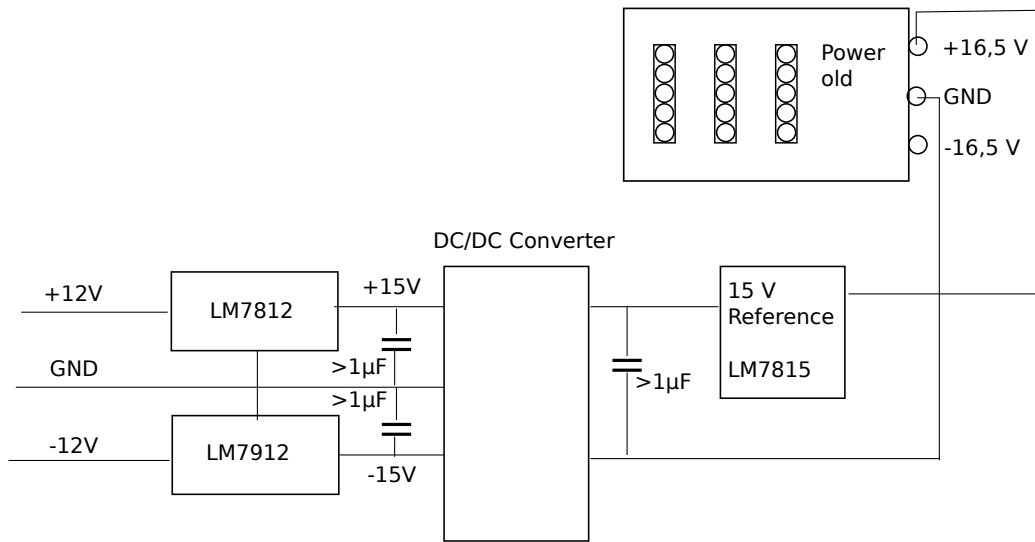 Power
old
+16,5 V
GND
-16,5 V
DC/DC Converter
+12V
LM7812
+15V
15 V
Reference
LM7815
GND
>1µF
>1µF
>1µF
-12V
LM7912
-15V